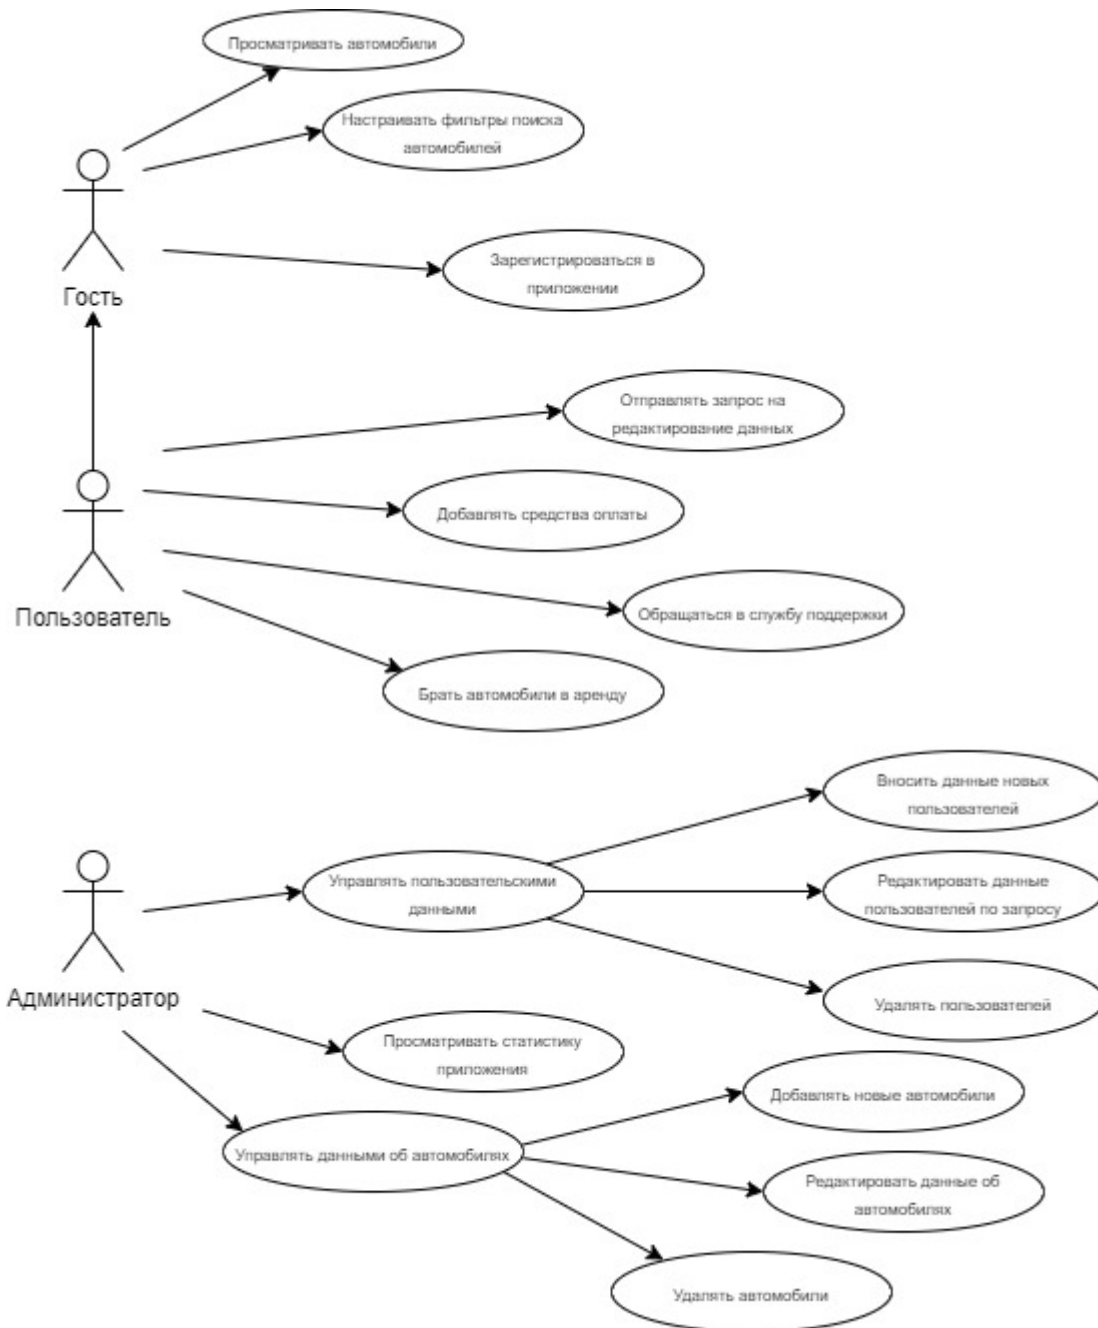 Просматривать автомобили
Настраивать фильтры поиска
автомобилей
Зарегистрироваться в
приложении
Гость
Отправлять запрос на
редактирование данных
Добавлять средства оплаты
Обращаться в службу поддержки
Пользователь
Брать автомобили в аренду
Вносить данные новых
пользователей
Управлять пользовательскими
данными
Редактировать данные
пользователей по запросу
Администратор
Удалять пользователей
Просматривать статистику
приложения
Добавлять новые автомобили
Управлять данными об автомобилях
Редактировать данные об
автомобилях
Удалять автомобили